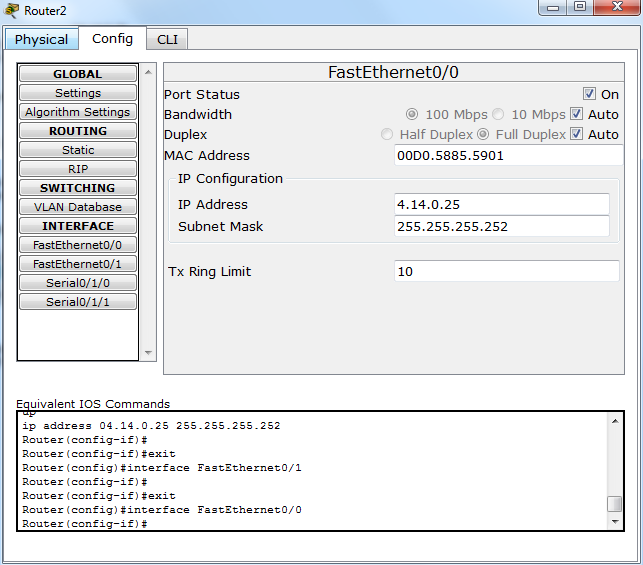 Router2
Physical Config CLI
GLOBAL
Settings
Algorithm Settings
ROUTING
Static
RIP
SWITCHING
VLAN Database
INTERFACE
FastEthernet0/0
FastEthernet0/1
Serial0/1/0
Serial0/1/1
FastEthernet0/0
Port Status On
Bandwidth 100 Mbps 10 Mbps Auto
Duplex Half Duplex Full Duplex Auto
MAC Address 00D0.5885.5901
IP Configuration
IP Address 4.14.0.25
Subnet Mask 255.255.255.252
Tx Ring Limit 10
Equivalent IOS Commands
up
ip address 04.14.0.25 255.255.255.252
Router(config-if)#
Router(config-if)#exit
Router(config)#interface FastEthernet0/1
Router(config-if)#
Router(config-if)#exit
Router(config)#interface FastEthernet0/0
Router(config-if)#